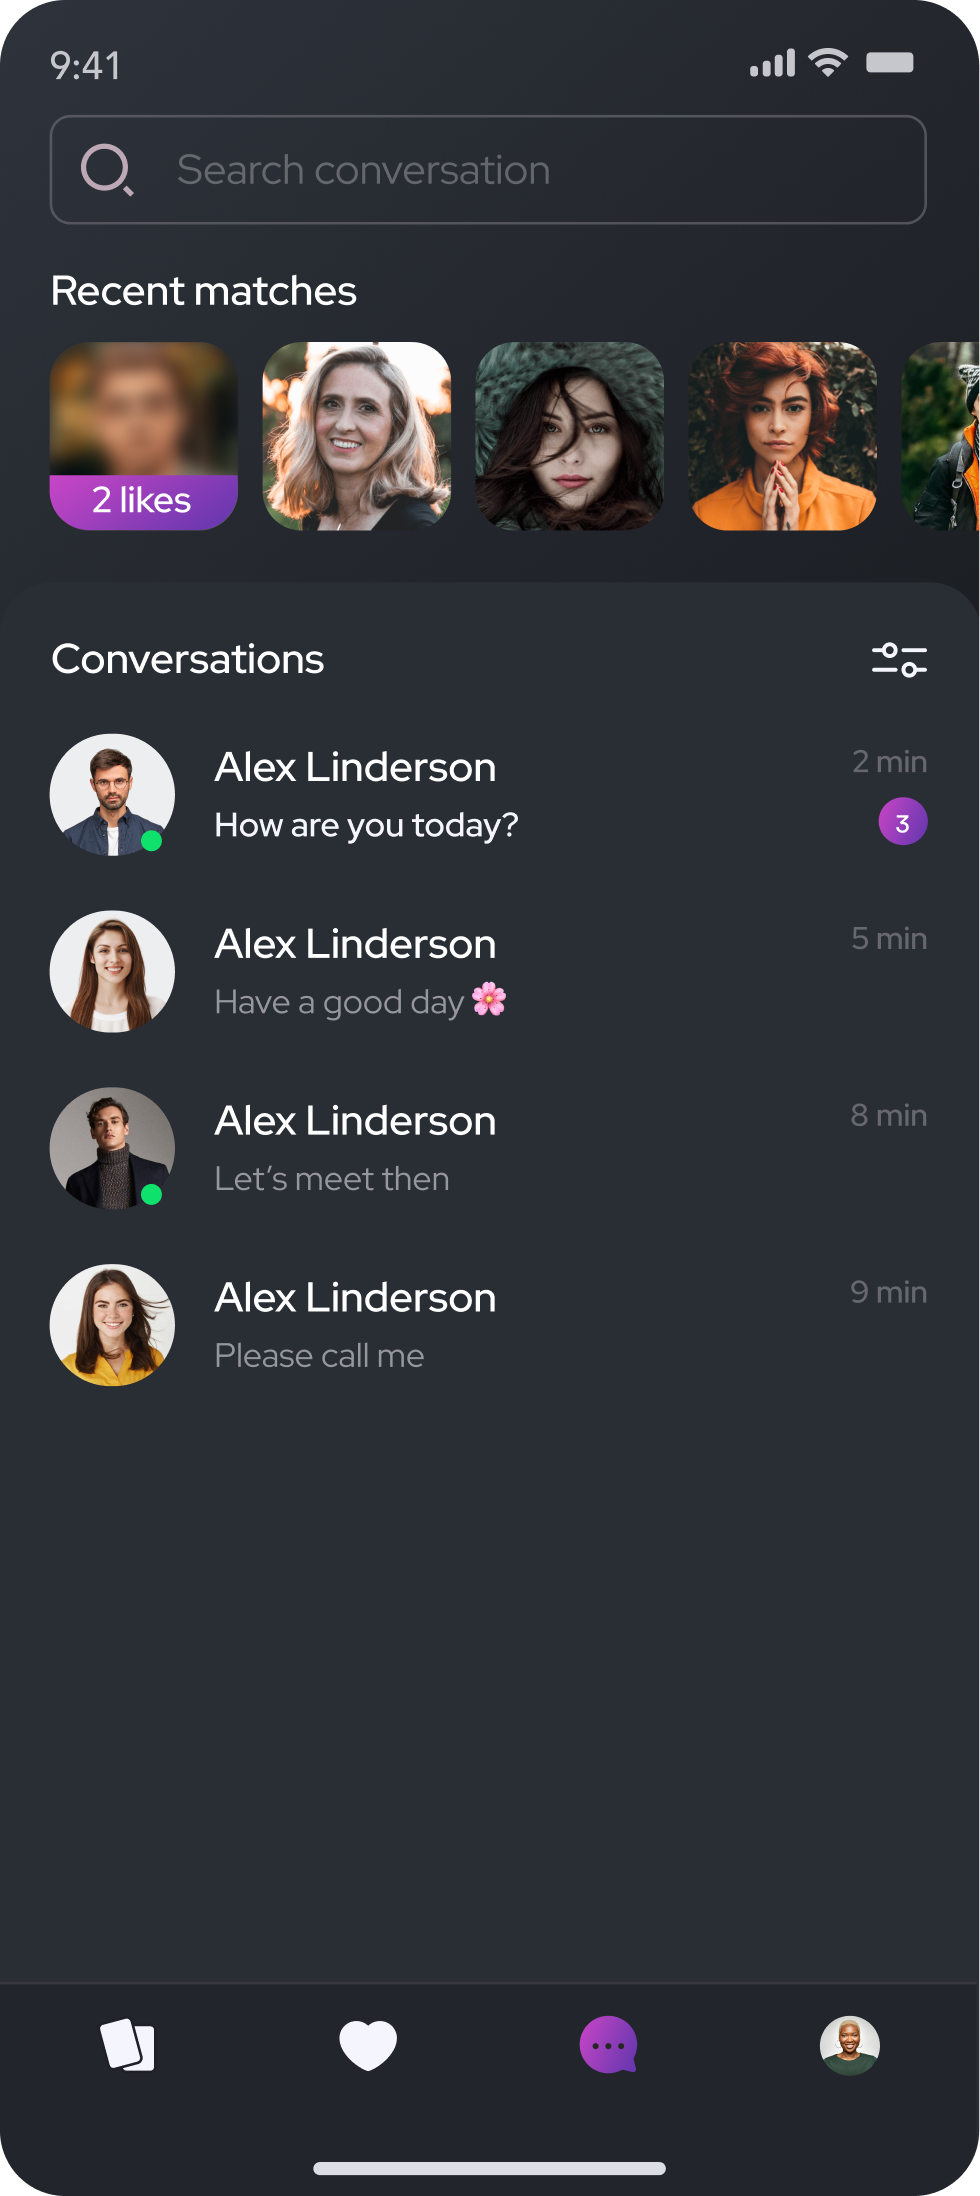 9:41
Search conversation
Recent matches
2 likes
Conversations
Alex Linderson
2 min
How are you today?
3
Alex Linderson
5 min
Have a good day 🌸
Alex Linderson
8 min
Let’s meet then
Alex Linderson
9 min
Please call me